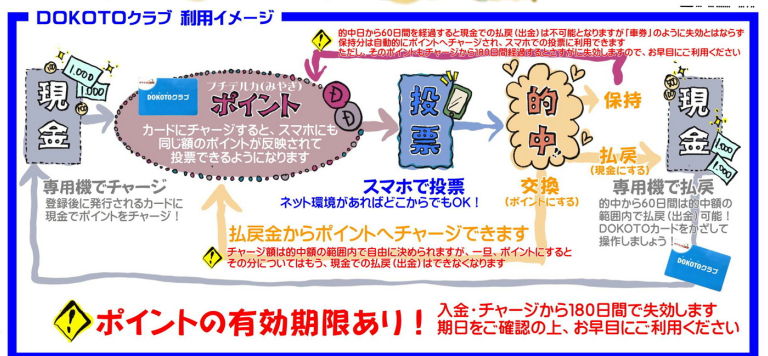 DOKOTOクラブ 利用イメージ
的中日から60日間を経過すると現金での払戻(出金)は不可能となりますが「車券」のように失効とはならず
保持分は自動的にポイントへチャージされ、スマホでの投票に利用できます
ただし、そのポイントもチャージから180日間経過するとさすがに失効しますので、お早目にご利用ください
現金
1,000
1,000
DOKOTOクラブ
プチテルカ(みやぎ)
ポイント
カードにチャージすると、スマホにも
同じ額のポイントが反映されて
投票できるようになります
投票
的中
保持
払戻
(現金にする)
現金
1,000
1,000
専用機でチャージ
登録後に発行されるカードに
現金でポイントをチャージ!
スマホで投票
ネット環境があればどこからでもOK!
交換
(ポイントにする)
専用機で払戻
的中から60日間は的中額の
範囲内で払戻(出金)可能!
DOKOTOカードをかざして
操作しましょう!
DOKOTOクラブ
払戻金からポイントへチャージできます
チャージ額は的中額の範囲内で自由に決められますが、一旦、ポイントにすると
その分についてはもう、現金での払戻(出金)はできなくなります
ポイントの有効期限あり!
入金・チャージから180日間で失効します
期日をご確認の上、お早目にご利用ください